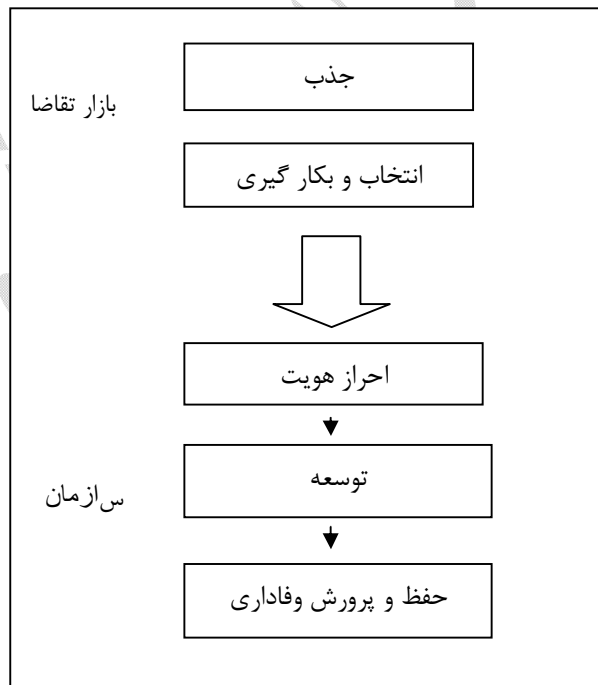 جذب
بازار تقاضا
انتخاب و بکار گیری
احراز هویت
توسعه
سازمان
حفظ و پرورش وفاداری